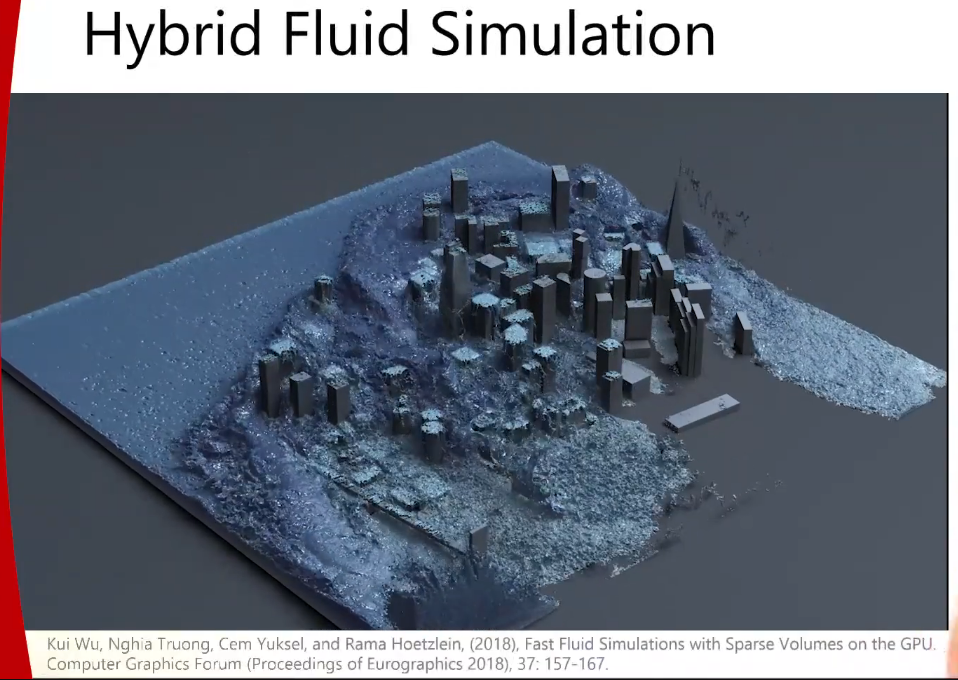 Hybrid Fluid Simulation
Kui Wu, Nghia Truong, Cem Yuksel, and Rama Hoetzlein, (2018), Fast Fluid Simulations with Sparse Volumes on the GPU.
Computer Graphics Forum (Proceedings of Eurographics 2018), 37: 157-167.